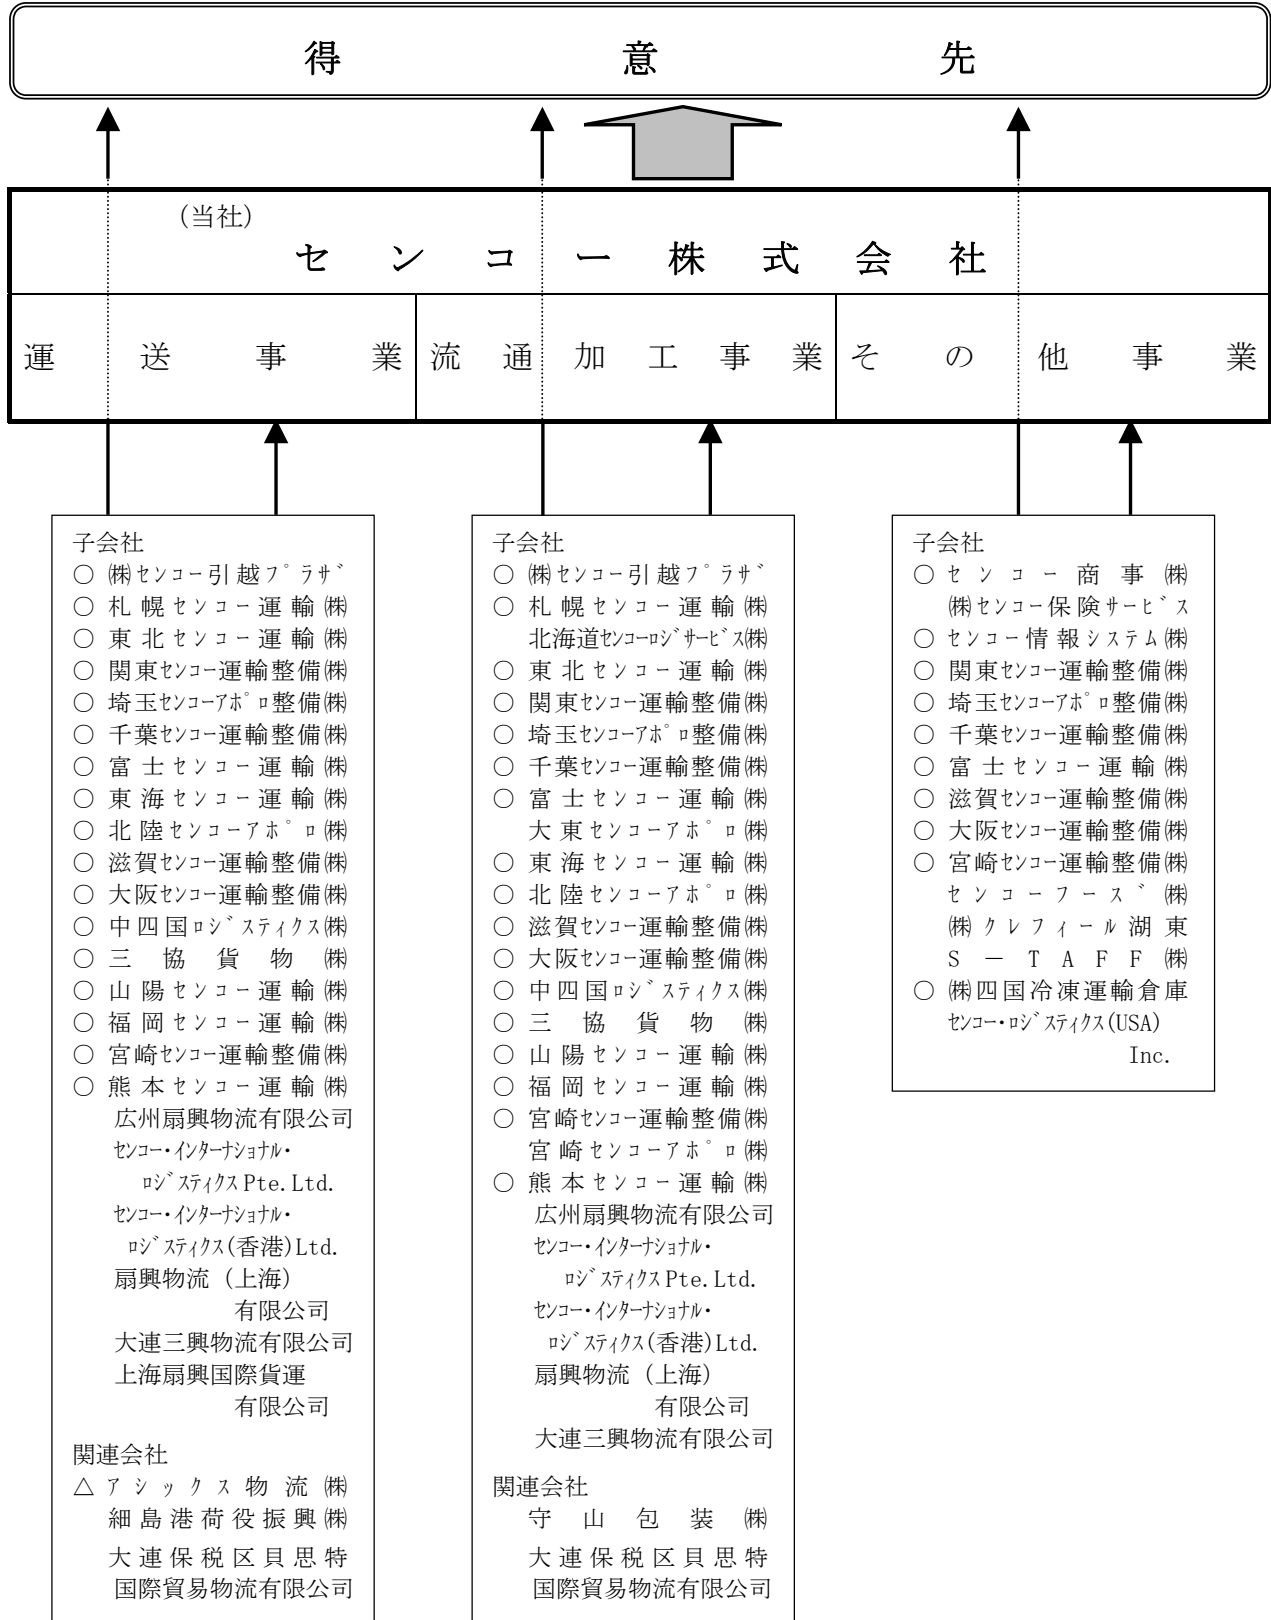 得意先
(当社)
センコー株式会社
運送事業
流通加工事業
その他事業
子会社
○ ㈱センコー引越プラザ
○ 札幌センコー運輸㈱
○ 東北センコー運輸㈱
○ 関東センコー運輸整備㈱
○ 埼玉センコーアポロ整備㈱
○ 千葉センコー運輸整備㈱
○ 富士センコー運輸㈱
○ 東海センコー運輸㈱
○ 北陸センコーアポロ㈱
○ 滋賀センコー運輸整備㈱
○ 大阪センコー運輸整備㈱
○ 中四国ロジスティクス㈱
○ 三協貨物㈱
○ 山陽センコー運輸㈱
○ 福岡センコー運輸㈱
○ 宮崎センコー運輸整備㈱
○ 熊本センコー運輸㈱
広州扇興物流有限公司
センコー・インターナショナル・
ロジスティクス Pte.Ltd.
センコー・インターナショナル・
ロジスティクス(香港)Ltd.
扇興物流（上海）
有限公司
大連三興物流有限公司
上海扇興国際貨運
有限公司
関連会社
△ アシックス物流㈱
細島港荷役振興㈱
大連保税区貝思特
国際貿易物流有限公司
子会社
○ ㈱センコー引越プラザ
○ 札幌センコー運輸㈱
北海道センコーロジサービス㈱
○ 東北センコー運輸㈱
○ 関東センコー運輸整備㈱
○ 埼玉センコーアポロ整備㈱
○ 千葉センコー運輸整備㈱
○ 富士センコー運輸㈱
大東センコーアポロ㈱
○ 東海センコー運輸㈱
○ 北陸センコーアポロ㈱
○ 滋賀センコー運輸整備㈱
○ 大阪センコー運輸整備㈱
○ 中四国ロジスティクス㈱
○ 三協貨物㈱
○ 山陽センコー運輸㈱
○ 福岡センコー運輸㈱
○ 宮崎センコー運輸整備㈱
宮崎センコーアポロ㈱
○ 熊本センコー運輸㈱
広州扇興物流有限公司
センコー・インターナショナル・
ロジスティクス Pte.Ltd.
センコー・インターナショナル・
ロジスティクス(香港)Ltd.
扇興物流（上海）
有限公司
大連三興物流有限公司
関連会社
守山包装㈱
大連保税区貝思特
国際貿易物流有限公司
子会社
○ センコー商事㈱
㈱センコー保険サービス
○ センコー情報システム㈱
○ 関東センコー運輸整備㈱
○ 埼玉センコーアポロ整備㈱
○ 千葉センコー運輸整備㈱
○ 富士センコー運輸㈱
○ 滋賀センコー運輸整備㈱
○ 大阪センコー運輸整備㈱
○ 宮崎センコー運輸整備㈱
センコーフーズ㈱
㈱クレフィール湖東
S－TAFF㈱
○ ㈱四国冷凍運輸倉庫
センコー・ロジスティクス(USA)
Inc.